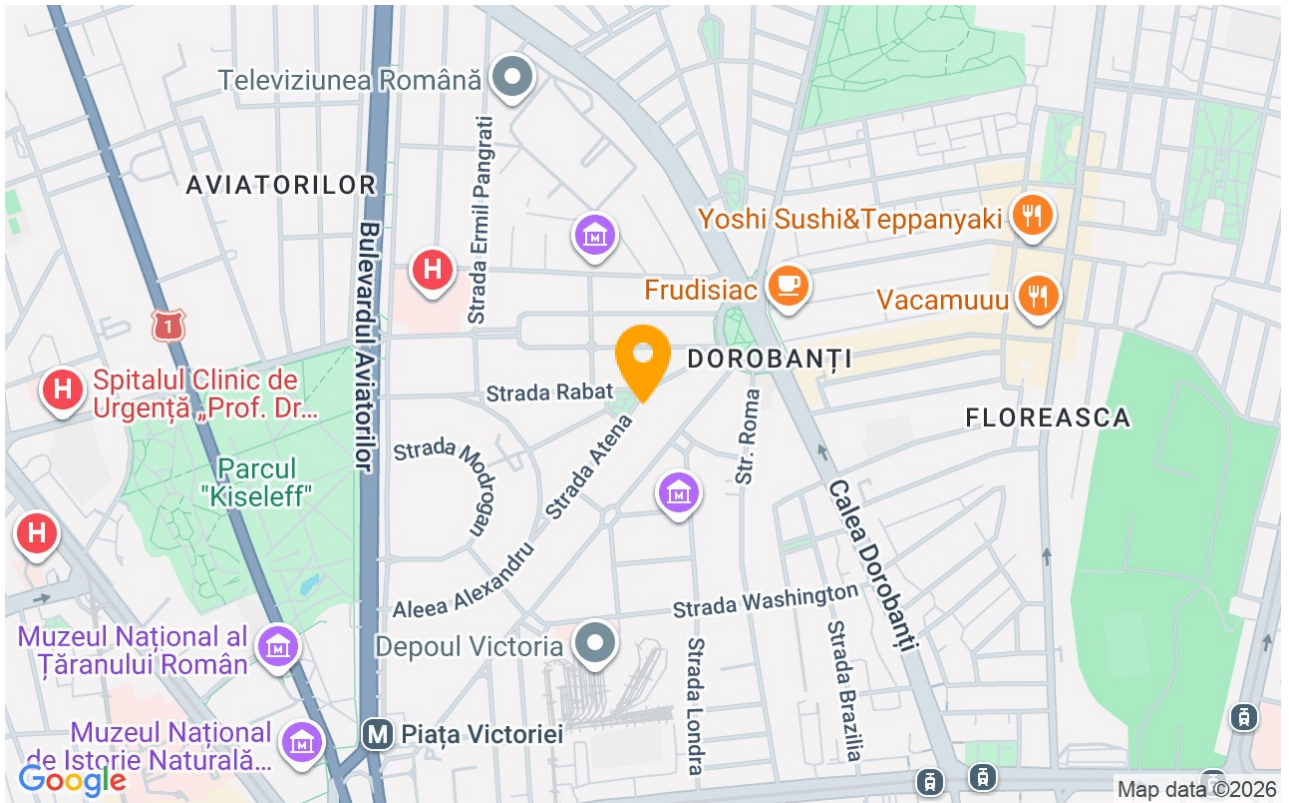 Televiziunea Română
Strada Ermil Pangrati
AVIATORILOR
Yoshi Sushi&Teppanyaki
Bulevardul Aviatorilor
H
M
Frudisiac
Vacamuuu
1
DOROBANȚI
H
Spitalul Clinic de
Urgență „Prof. Dr...
Strada Rabat
FLOREASCA
Strada Atena
Str. Roma
Strada Modrogan
Parcul
"Kiseleff"
M
H
Calea Dorobanți
Aleea Alexandru
Strada Washington
Muzeul Național al
Țăranului Român
M
Depoul Victoria
Strada Londra
Strada Brazilia
Muzeul Național
de Istorie Naturală...
M
M Piața Victoriei
Google
Map data ©2026